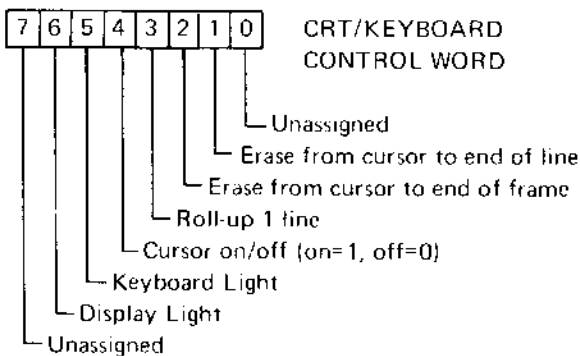 7 6 5 4 3 2 1 0 CRT/KEYBOARD
CONTROL WORD
Unassigned
Erase from cursor to end of line
Erase from cursor to end of frame
Roll-up 1 line
Cursor on/off (on=1, off=0)
Keyboard Light
Display Light
Unassigned